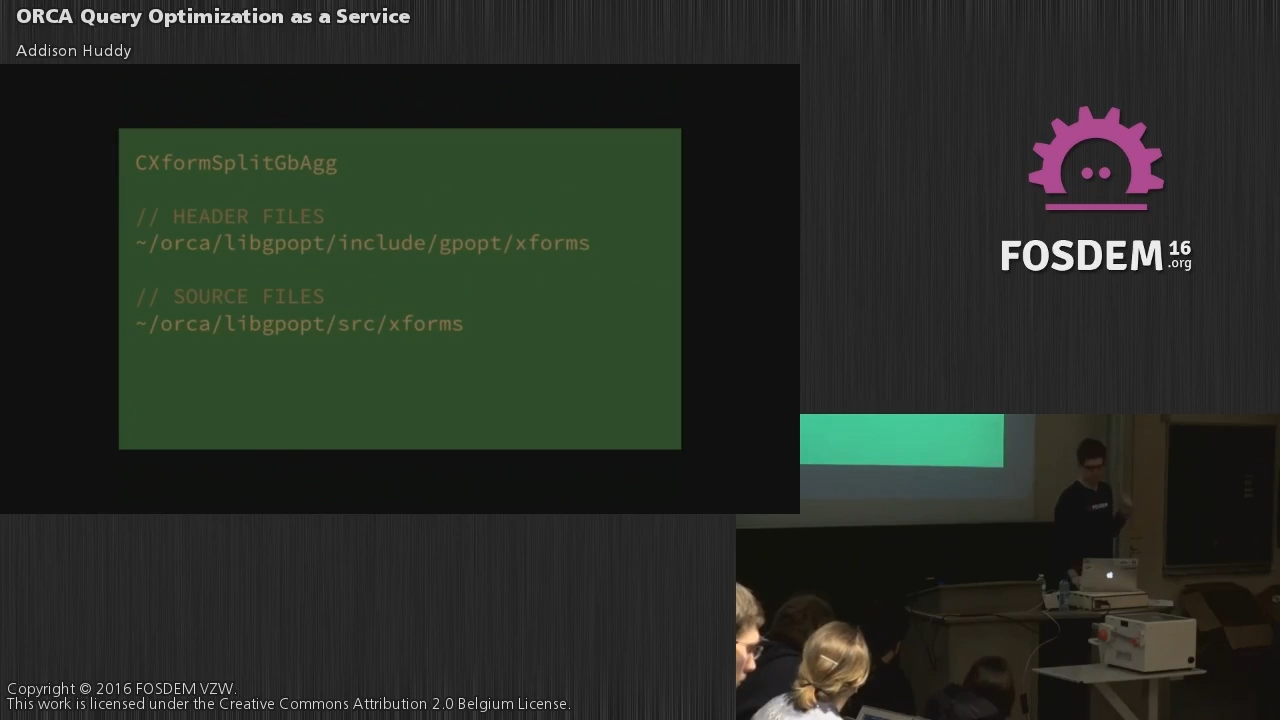 ORCA Query Optimization as a Service
Addison Huddy
CXformSplitGbAgg
// HEADER FILES
~/orca/libgpopt/include/gpopt/xforms
// SOURCE FILES
~/orca/libgpopt/src/xforms
FOSDEM 16 .org
FOSDEM
Copyright © 2016 FOSDEM VZW.
This work is licensed under the Creative Commons Attribution 2.0 Belgium License.